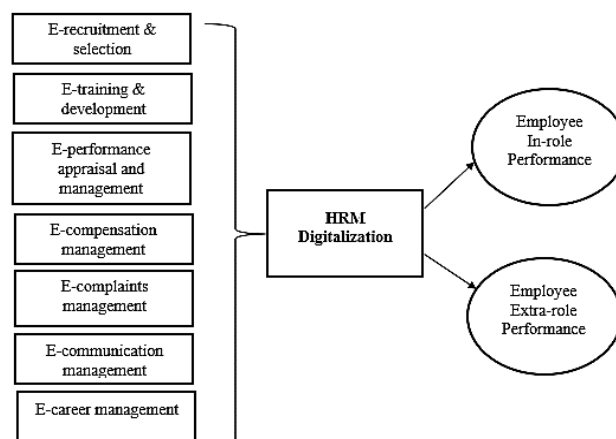 E-recruitment &
selection
E-training &
development
E-performance
appraisal and
management
E-compensation
management
E-complaints
management
E-communication
management
E-career management
HRM
Digitalization
Employee
In-role
Performance
Employee
Extra-role
Performance